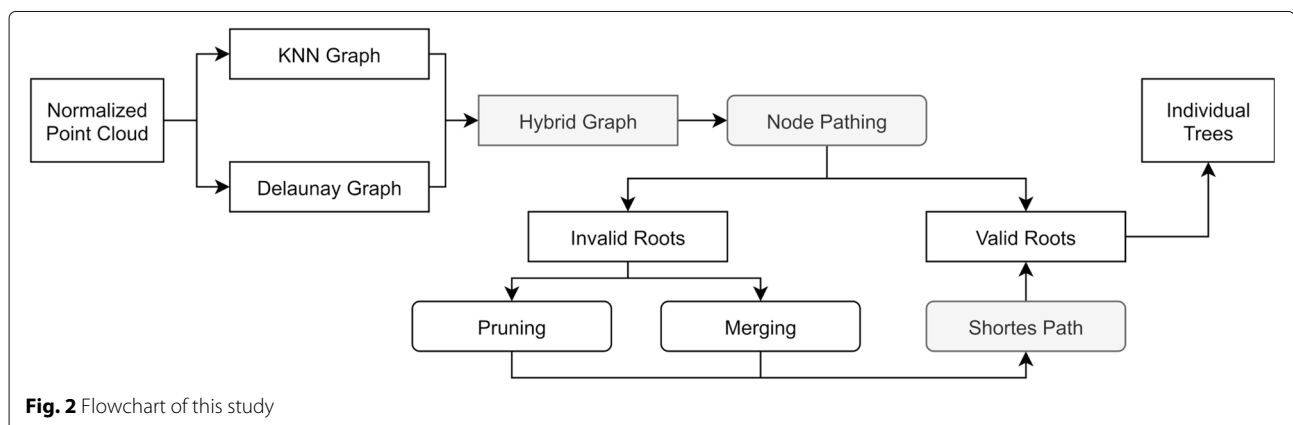 KNN Graph
Normalized
Point Cloud
Delaunay Graph
Hybrid Graph
Node Pathing
Individual
Trees
Invalid Roots
Valid Roots
Pruning
Merging
Shortes Path
Fig. 2 Flowchart of this study